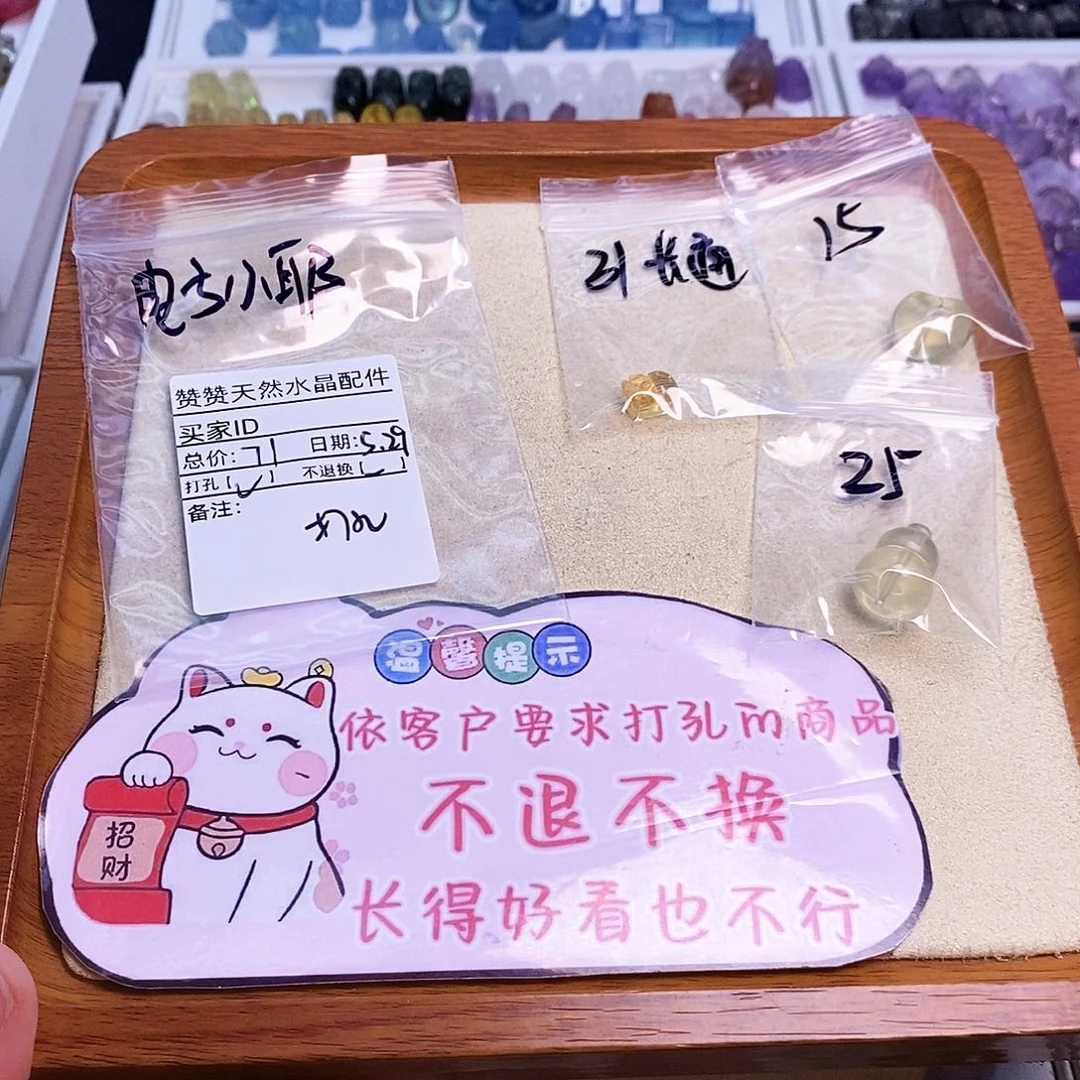 21 长通
15
赞赞天然水晶配件
买家ID
总价:71 日期:5.29
打孔【✓】 不退换【✓】
备注:
打孔
25
温馨提示
依客户要求打孔的商品
不退不换
长得好看也不行
招
财